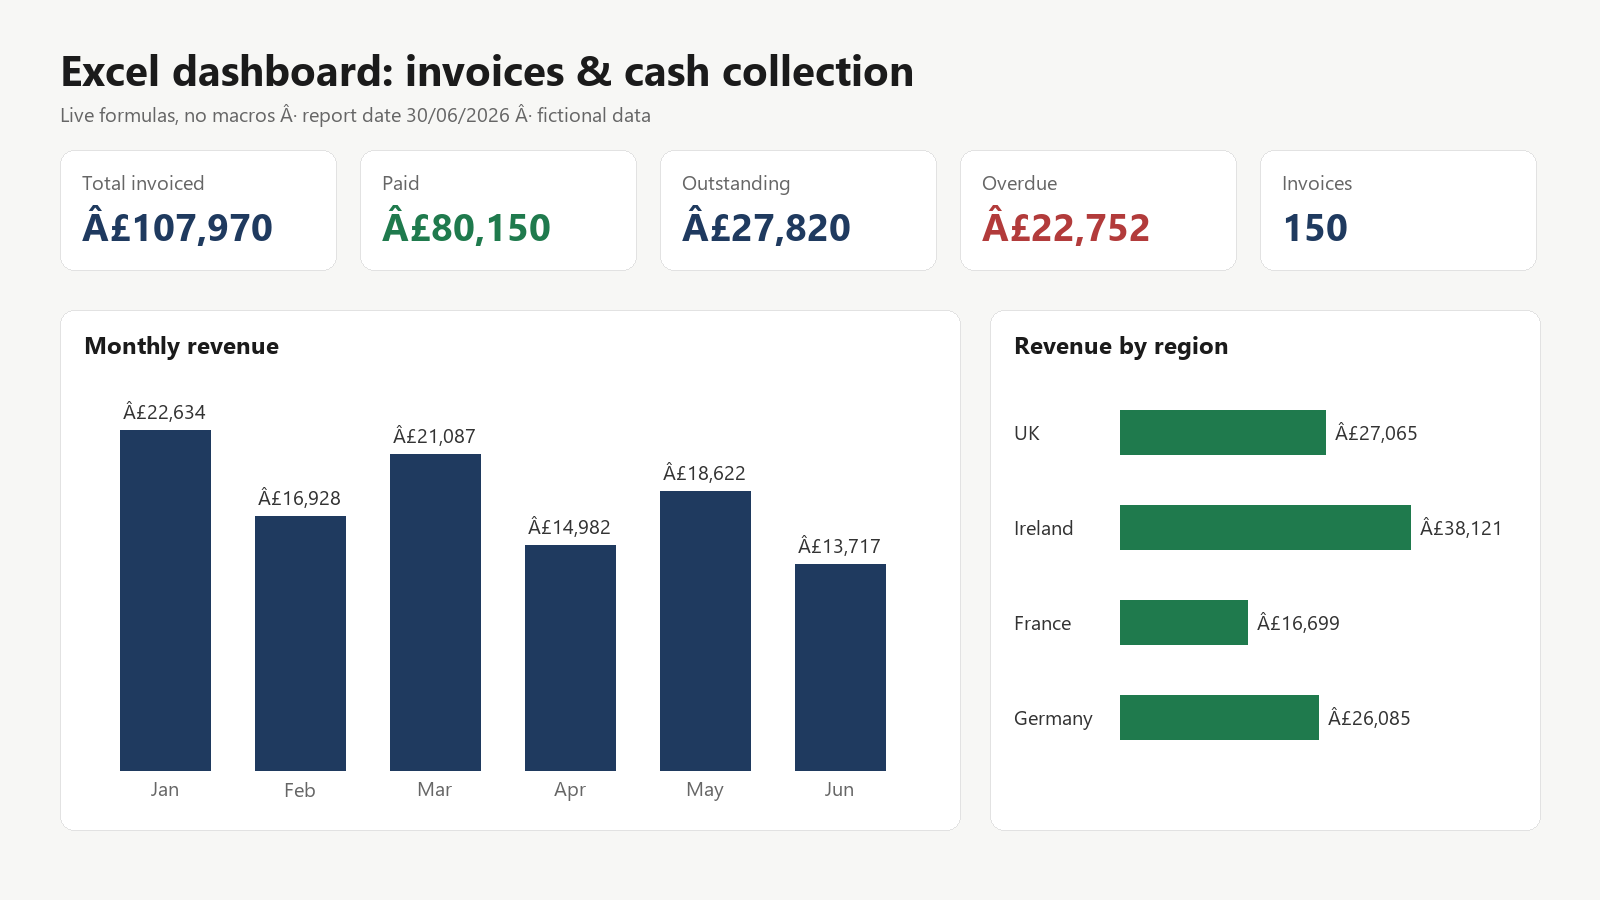 Excel dashboard: invoices & cash collection
Live formulas, no macros Â· report date 30/06/2026 Â· fictional data
Total invoiced
Â£107,970
Paid
Â£80,150
Outstanding
Â£27,820
Overdue
Â£22,752
Invoices
150
Monthly revenue
Â£22,634
Â£16,928
Â£21,087
Â£14,982
Â£18,622
Â£13,717
Jan
Feb
Mar
Apr
May
Jun
Revenue by region
UK
Â£27,065
Ireland
Â£38,121
France
Â£16,699
Germany
Â£26,085